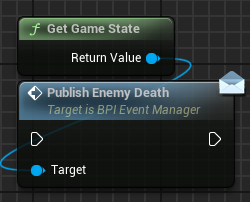 Get Game State
Return Value
Publish Enemy Death
Target is BPI Event Manager
Target